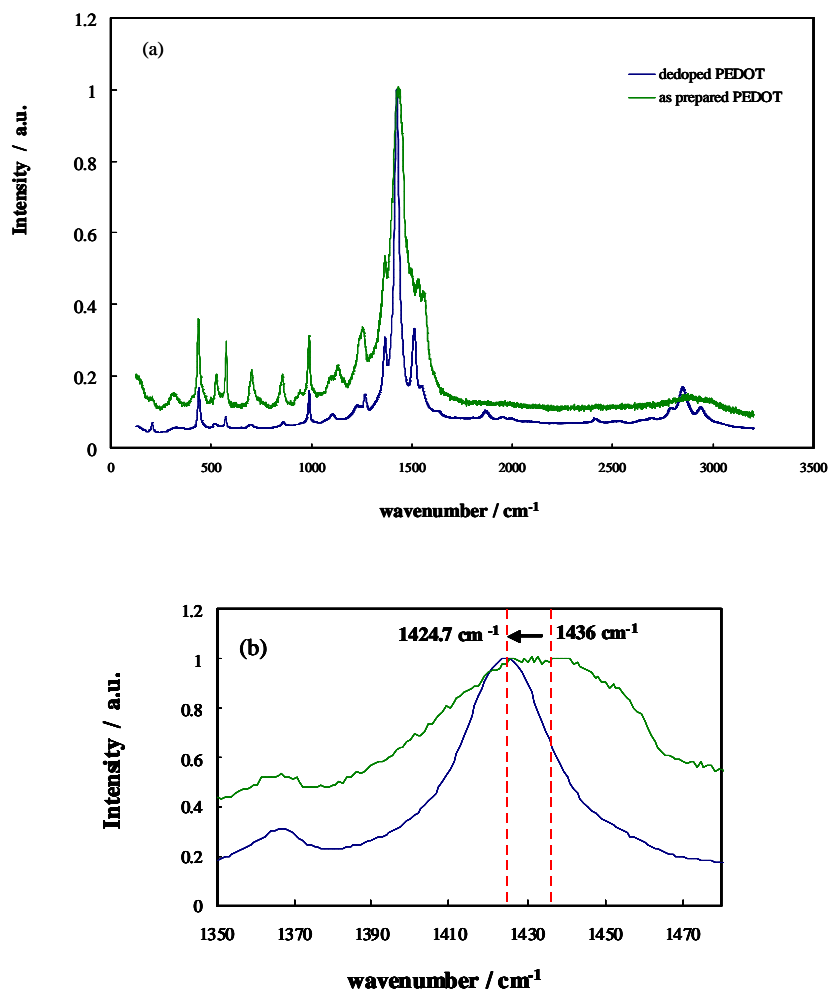 (a)
1.2
1
0.8
0.6
0.4
0.2
0
Intensity / a.u.
dedoped PEDOT
as prepared PEDOT
0 500 1000 1500 2000 2500 3000 3500
wavenumber / cm-1
(b)
1424.7 cm -1
1436 cm-1
1.2
1
0.8
0.6
0.4
0.2
0
Intensity / a.u.
1350 1370 1390 1410 1430 1450 1470
wavenumber / cm-1